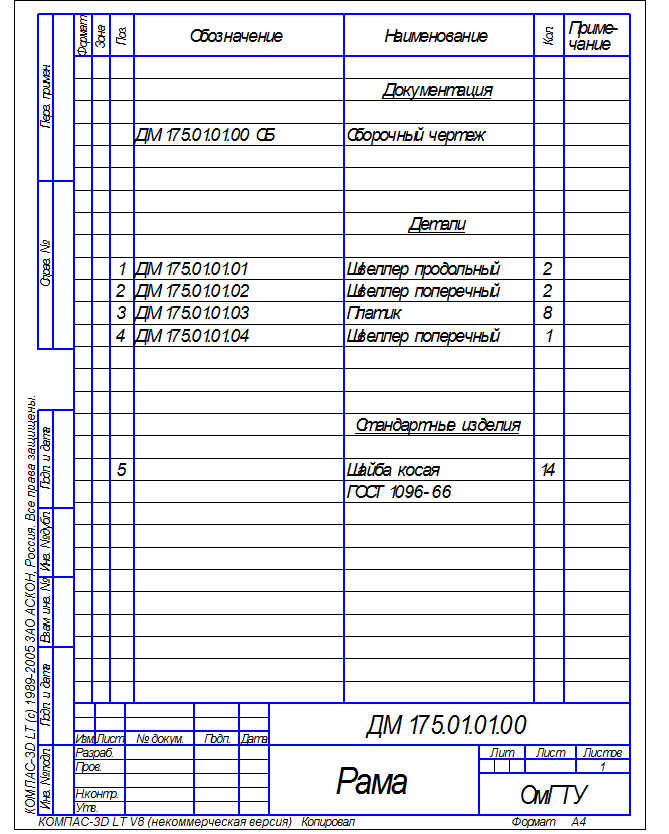 Формат Зона Поз. Обозначение Наименование Кол. Приме-
чание
Перв. примен.
Документация
ДМ 175.01.01.00 СБ Сборочный чертеж
Справ. №
Детали
1 ДМ 175.01.01.01 Швеллер продольный 2
2 ДМ 175.01.01.02 Швеллер поперечный 2
3 ДМ 175.01.01.03 Платик 8
4 ДМ 175.01.01.04 Швеллер поперечный 1
Стандартные изделия
5 Шайба косая 14
ГОСТ 1096-66
Подп. и дата
Инв. № дубл.
Взам. инв. №
Подп. и дата
Инв. № подл.
КОМПАС-3D LT (с) 1989-2005 ЗАО АСКОН, Россия. Все права защищены.
ДМ 175.01.01.00
Изм. Лист № докум. Подп. Дата
Разраб.
Пров.
Н.контр.
Утв.
Рама
Лит. Лист Листов
1
ОмГТУ
КОМПАС-3D LT V8 (некоммерческая версия) Копировал Формат А4